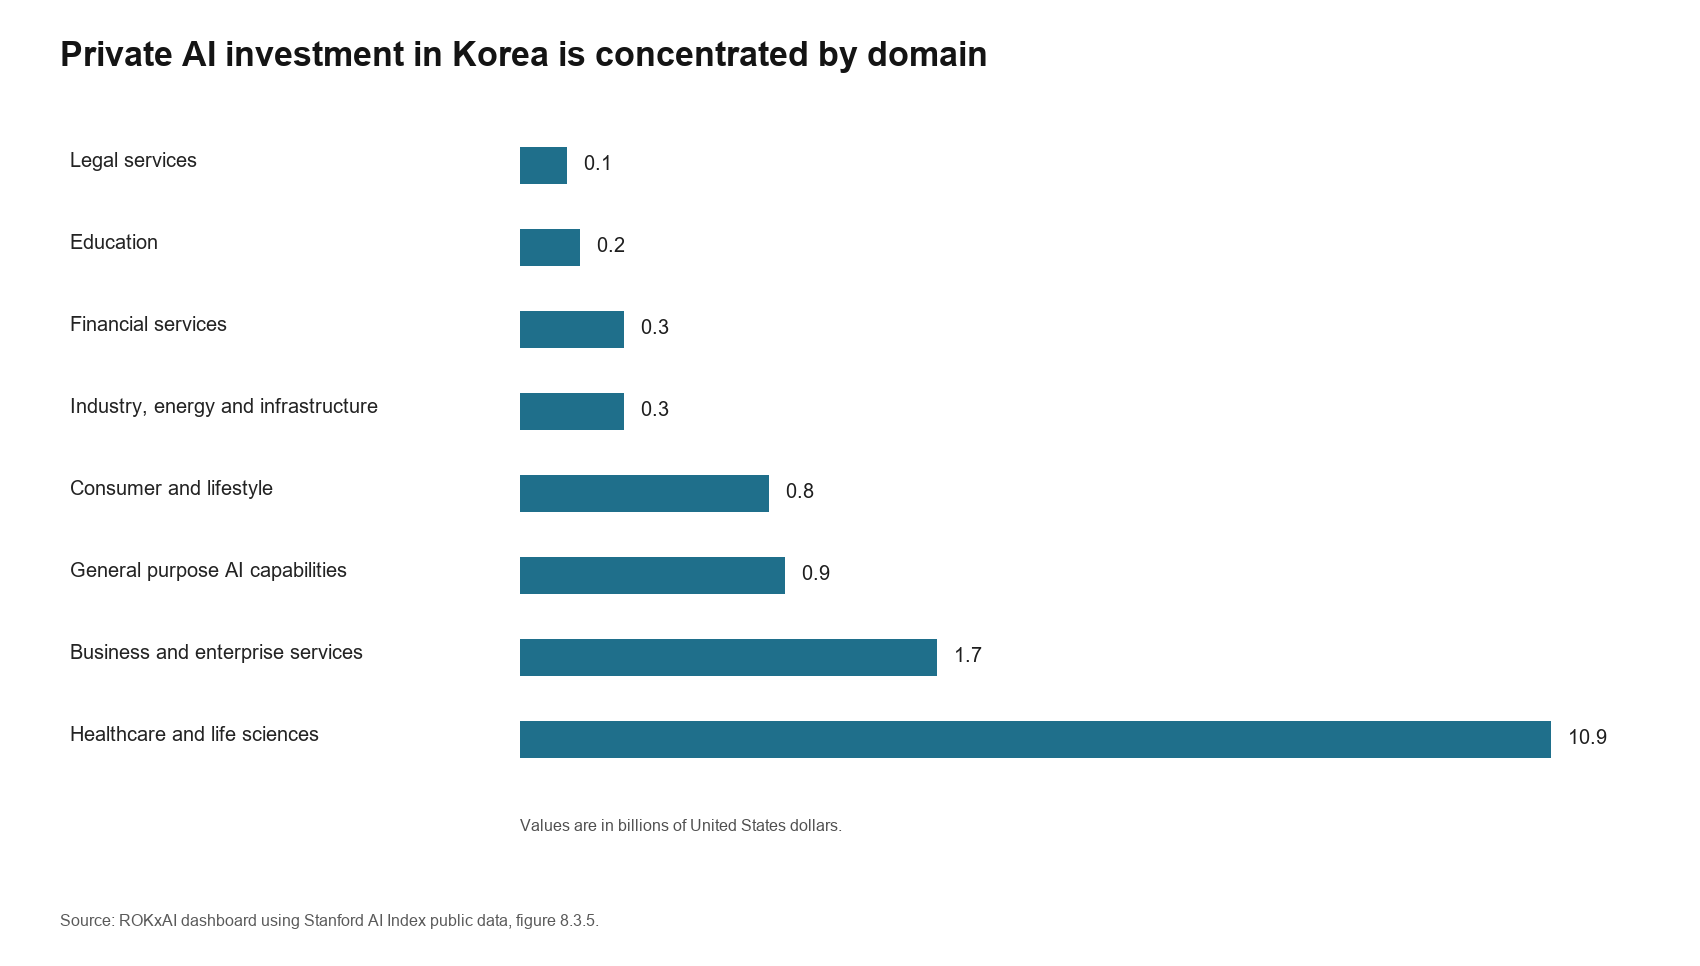 Private AI investment in Korea is concentrated by domain
Legal services 0.1
Education 0.2
Financial services 0.3
Industry, energy and infrastructure 0.3
Consumer and lifestyle 0.8
General purpose AI capabilities 0.9
Business and enterprise services 1.7
Healthcare and life sciences 10.9
Values are in billions of United States dollars.
Source: ROKxAI dashboard using Stanford AI Index public data, figure 8.3.5.